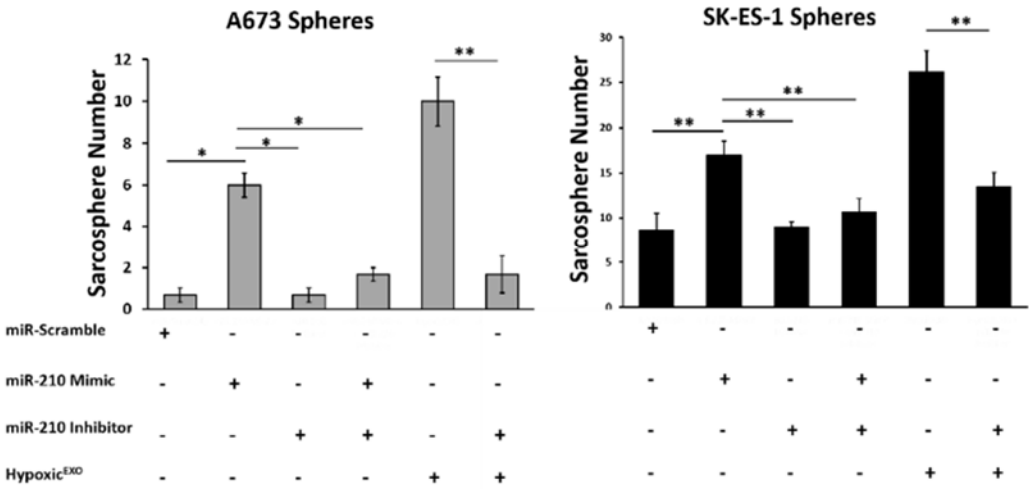 A673 Spheres
SK-ES-1 Spheres
Sarcosphere Number
12
10
8
6
4
2
0
*
*
*
**
Sarcosphere Number
30
25
20
15
10
5
0
**
**
**
**
miR-Scramble + - - - - - + - - - - -
miR-210 Mimic - + - + - - - + - + - -
miR-210 Inhibitor - - + + - + - - + + - +
Hypoxic^EXO - - - - + + - - - - + +